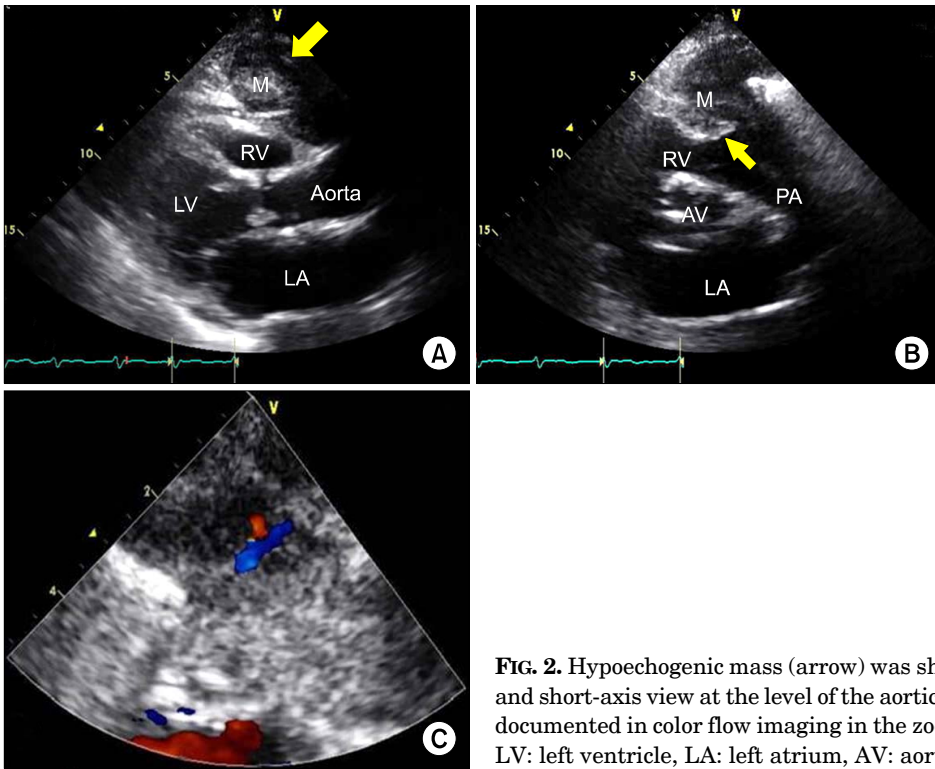 V
5
10
15
M
RV
LV
Aorta
LA
A
V
5
10
15
M
RV
AV
PA
LA
B
V
2
4
C
FIG. 2. Hypoechogenic mass (arrow) was sh
and short-axis view at the level of the aortic
documented in color flow imaging in the zo
LV: left ventricle, LA: left atrium, AV: aor